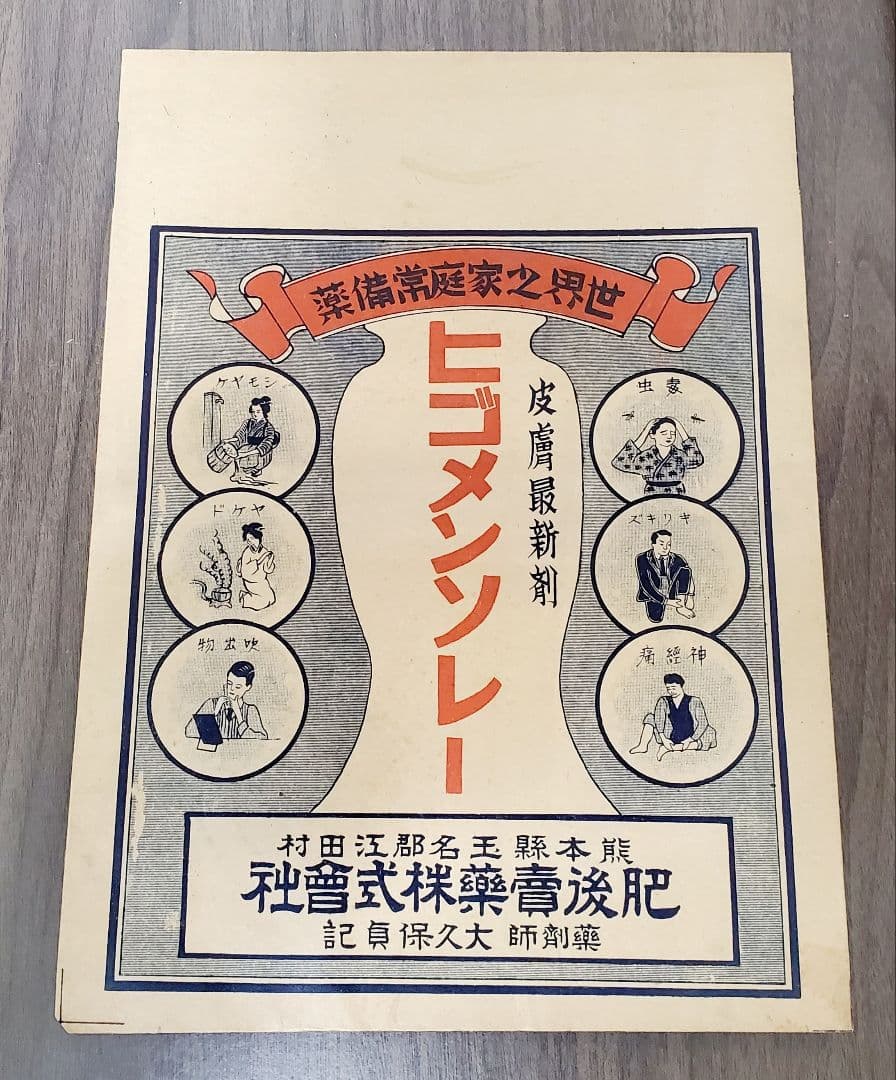 世界之家庭常備薬
皮膚最新剤
ヒゴメンソレー
毒虫
キリキズ
神經痛
シモヤケ
ヤケド
吹出物
熊本縣玉名郡江田村
肥後賣藥株式會社
藥劑師 大久保貞記